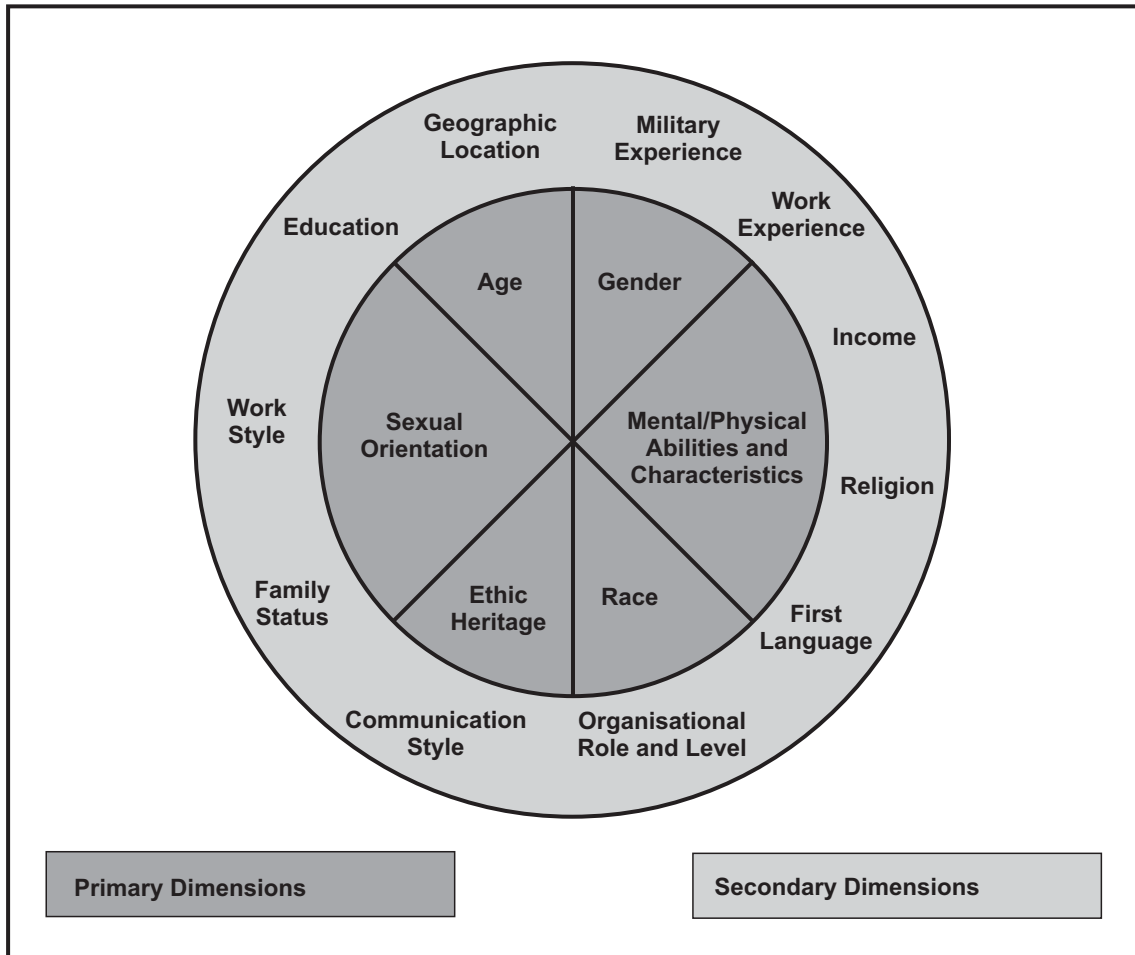 Geographic
Location
Military
Experience
Work
Experience
Education
Age
Gender
Income
Work
Style
Sexual
Orientation
Mental/Physical
Abilities and
Characteristics
Religion
Family
Status
Ethic
Heritage
Race
First
Language
Communication
Style
Organisational
Role and Level
Primary Dimensions
Secondary Dimensions